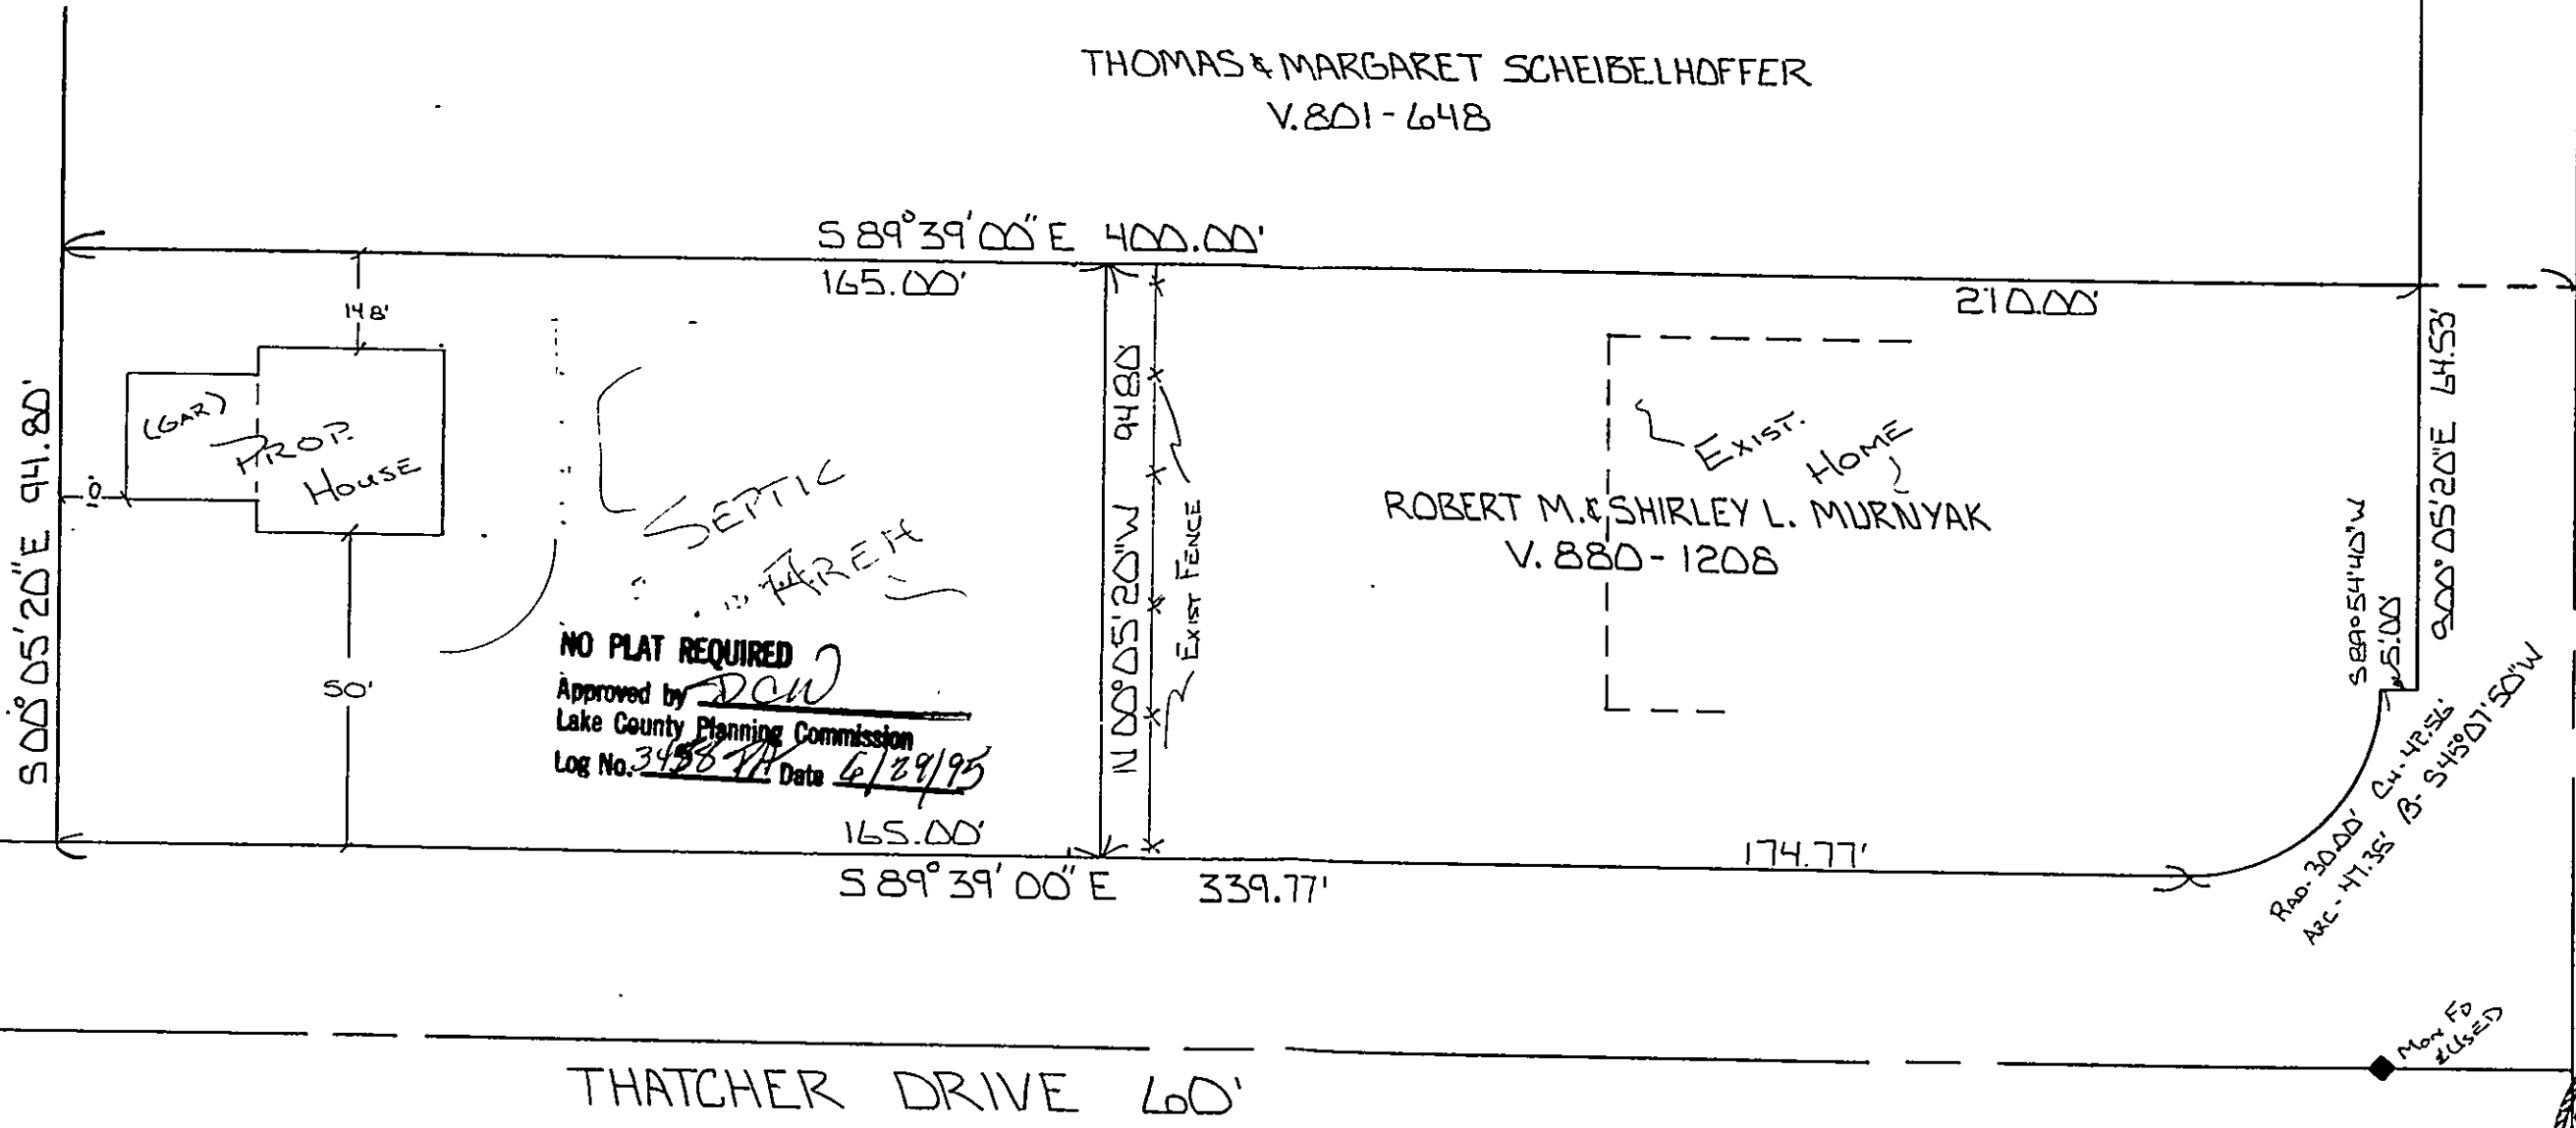 THOMAS & MARGARET SCHEIBELHOFFER
V.801-648
S 89°39'00"E 400.00'
165.00'
210.00'
14.8'
(GAR)
PROP.
HOUSE
10'
S 00°05'20"E 94.80'
50'
SEPTIC
AREA
NO PLAT REQUIRED
Approved by DCW
Lake County Planning Commission
Log No. Date 6/29/95
N 00°05'20"W 94.80
EXIST FENCE
EXIST.
HOME
ROBERT M. & SHIRLEY L. MURNYAK
V. 880-1208
S 00°05'20"E 64.53'
S 89°54'40"W
5.00'
RAD. 30.00' CH. 42.56'
ARC - 47.35' B- S45°07'50"W
165.00'
174.77'
S 89°39'00"E 339.77'
MON FD
& USED
THATCHER DRIVE 60'